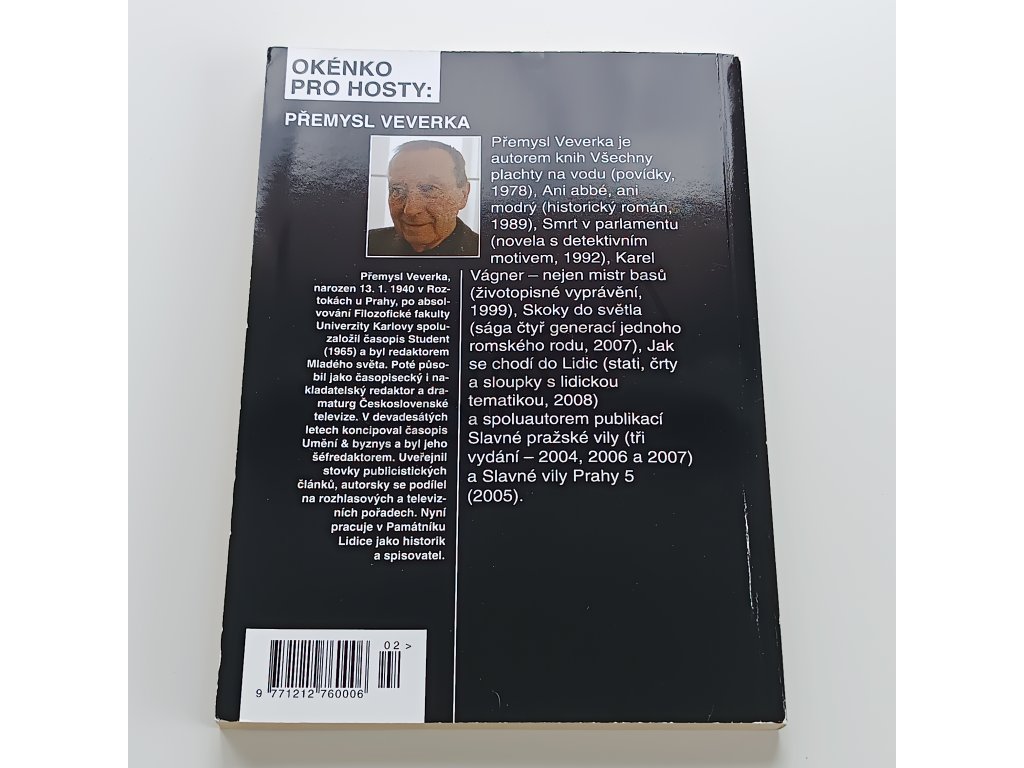 OKÉNKO
PRO HOSTY:
PŘEMYSL VEVERKA
Přemysl Veverka je
autorem knih Všechny
plachty na vodu (povídky,
1978), Ani abbé, ani
modrý (historický román,
1989), Smrt v parlamentu
(novela s detektivním
motivem, 1992), Karel
Vágner – nejen mistr basů
(životopisné vyprávění,
1999), Skoky do světla
(sága čtyř generací jednoho
romského rodu, 2007), Jak
se chodí do Lidic (stati, črty
a sloupky s lidickou
tematikou, 2008)
a spoluautorem publikací
Slavné pražské vily (tři
vydání – 2004, 2006 a 2007)
a Slavné vily Prahy 5
(2005).
Přemysl Veverka,
narozen 13. 1. 1940 v Roz-
tokách u Prahy, po absol-
vování Filozofické fakulty
Univerzity Karlovy spolu-
založil časopis Student
(1965) a byl redaktorem
Mladého světa. Poté půso-
bil jako časopisecký i na-
kladatelský redaktor a dra-
maturg Československé
televize. V devadesátých
letech koncipoval časopis
Umění & byznys a byl jeho
šéfredaktorem. Uveřejnil
stovky publicistických
článků, autorsky se podílel
na rozhlasových a televiz-
ních pořadech. Nyní
pracuje v Památníku
Lidice jako historik
a spisovatel.
02 >
9 771212 760006